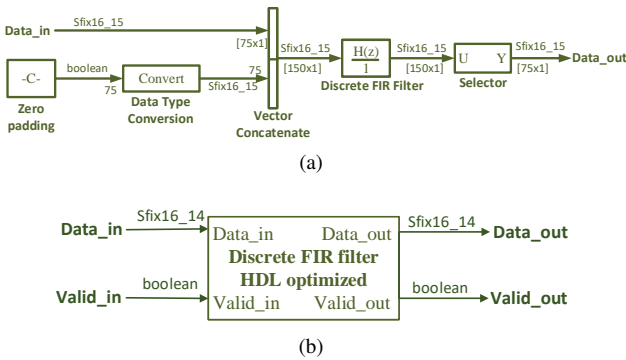 Data_in
Sfix16_15
[75x1]
-C-
boolean
75
Zero
padding
Convert
75
Sfix16_15
Data Type
Conversion
Vector
Concatenate
Sfix16_15
[150x1]
H(z)
1
Discrete FIR Filter
Sfix16_15
[150x1]
U Y
Selector
Sfix16_15
[75x1]
Data_out
(a)
Data_in
Sfix16_14
Valid_in
boolean
Data_in Data_out
Discrete FIR filter
HDL optimized
Valid_in Valid_out
Sfix16_14
Data_out
boolean
Valid_out
(b)